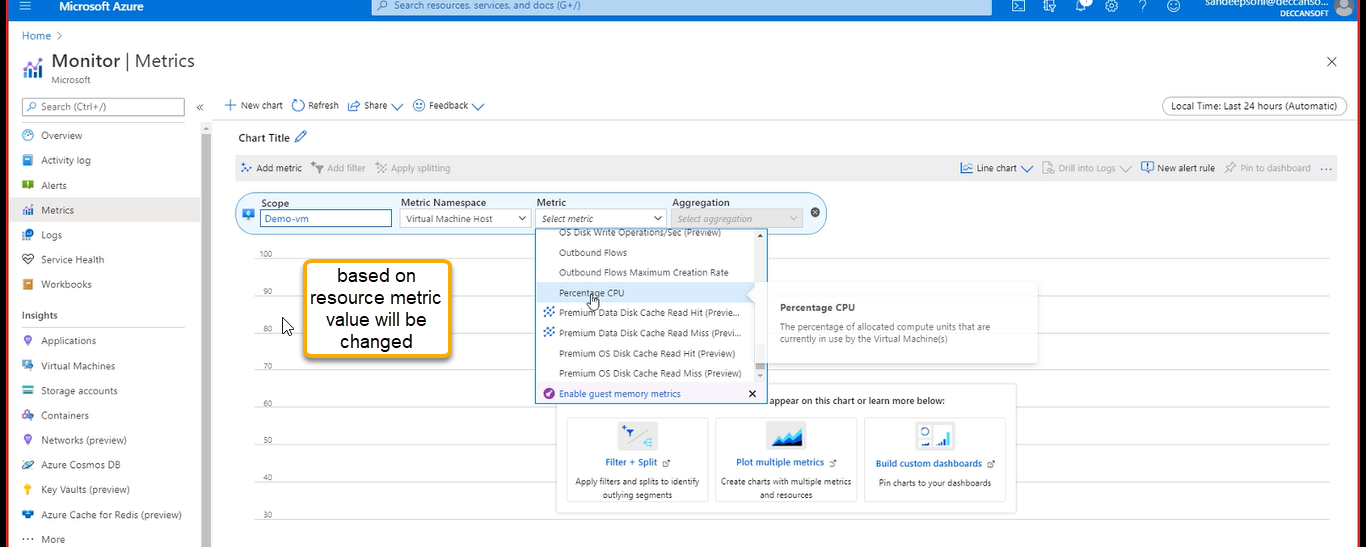 Microsoft Azure
Search resources, services, and docs (G+/)
sandeepsoni@deccanso...
DECCANSOFT
Home
Monitor | Metrics
Microsoft
Search (Ctrl+/)
«
New chart
Refresh
Share
Feedback
Local Time: Last 24 hours (Automatic)
Overview
Activity log
Alerts
Metrics
Logs
Service Health
Workbooks
Insights
Applications
Virtual Machines
Storage accounts
Containers
Networks (preview)
Azure Cosmos DB
Key Vaults (preview)
Azure Cache for Redis (preview)
... More
Chart Title
Add metric
Add filter
Apply splitting
Line chart
Drill into Logs
New alert rule
Pin to dashboard
...
Scope
Demo-vm
Metric Namespace
Virtual Machine Host
Metric
Select metric
Aggregation
Select aggregation
OS Disk Write Operations/Sec (Preview)
Outbound Flows
Outbound Flows Maximum Creation Rate
Percentage CPU
Premium Data Disk Cache Read Hit (Previe...
Premium Data Disk Cache Read Miss (Previ...
Premium OS Disk Cache Read Hit (Preview)
Premium OS Disk Cache Read Miss (Preview)
Enable guest memory metrics
Percentage CPU
The percentage of allocated compute units that are
currently in use by the Virtual Machine(s)
100
90
80
70
60
50
40
30
based on
resource metric
value will be
changed
appear on this chart or learn more below:
Filter + Split
Apply filters and splits to identify
outlying segments
Plot multiple metrics
Create charts with multiple metrics
and resources
Build custom dashboards
Pin charts to your dashboards